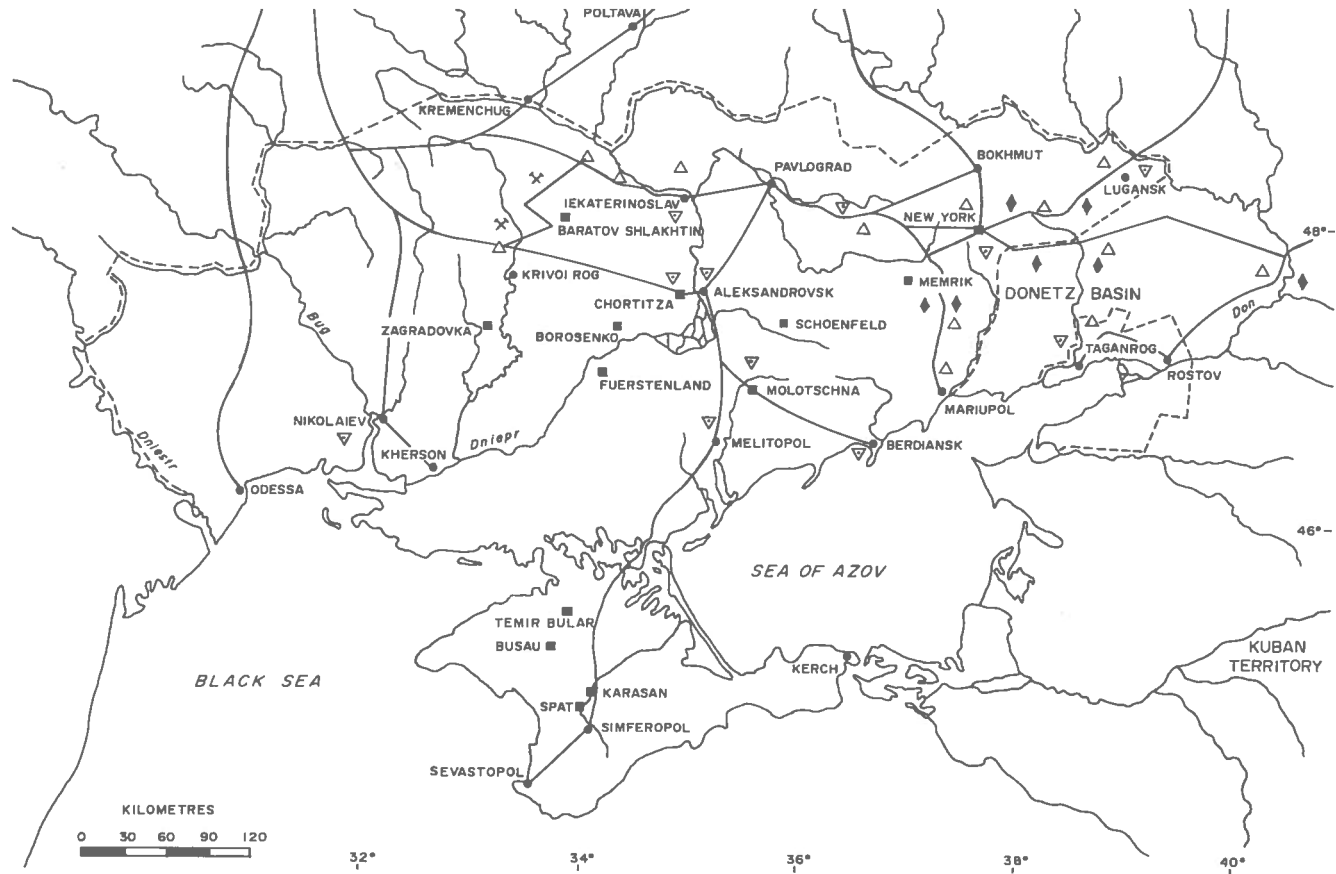 POLTAVA
KREMENCHUG
BOKHMUT
PAVLOGRAD
LUGANSK
IEKATERINOSLAV
NEW YORK
BARATOV SHLAKHTIN
48°
KRIVOI ROG
MEMRIK
CHORTITZA
ALEKSANDROVSK
DONETZ BASIN
Don
Bug
ZAGRADOVKA
BOROSENKO
SCHOENFELD
TAGANROG
ROSTOV
FUERSTENLAND
MOLOTSCHNA
MARIUPOL
NIKOLAIEV
Dniestr
Dniepr
KHERSON
MELITOPOL
BERDIANSK
ODESSA
46°
SEA OF AZOV
TEMIR BULAR
BUSAU
KERCH
KUBAN
TERRITORY
BLACK SEA
KARASAN
SPAT
SIMFEROPOL
SEVASTOPOL
KILOMETRES
0 30 60 90 120
32° 34° 36° 38° 40°